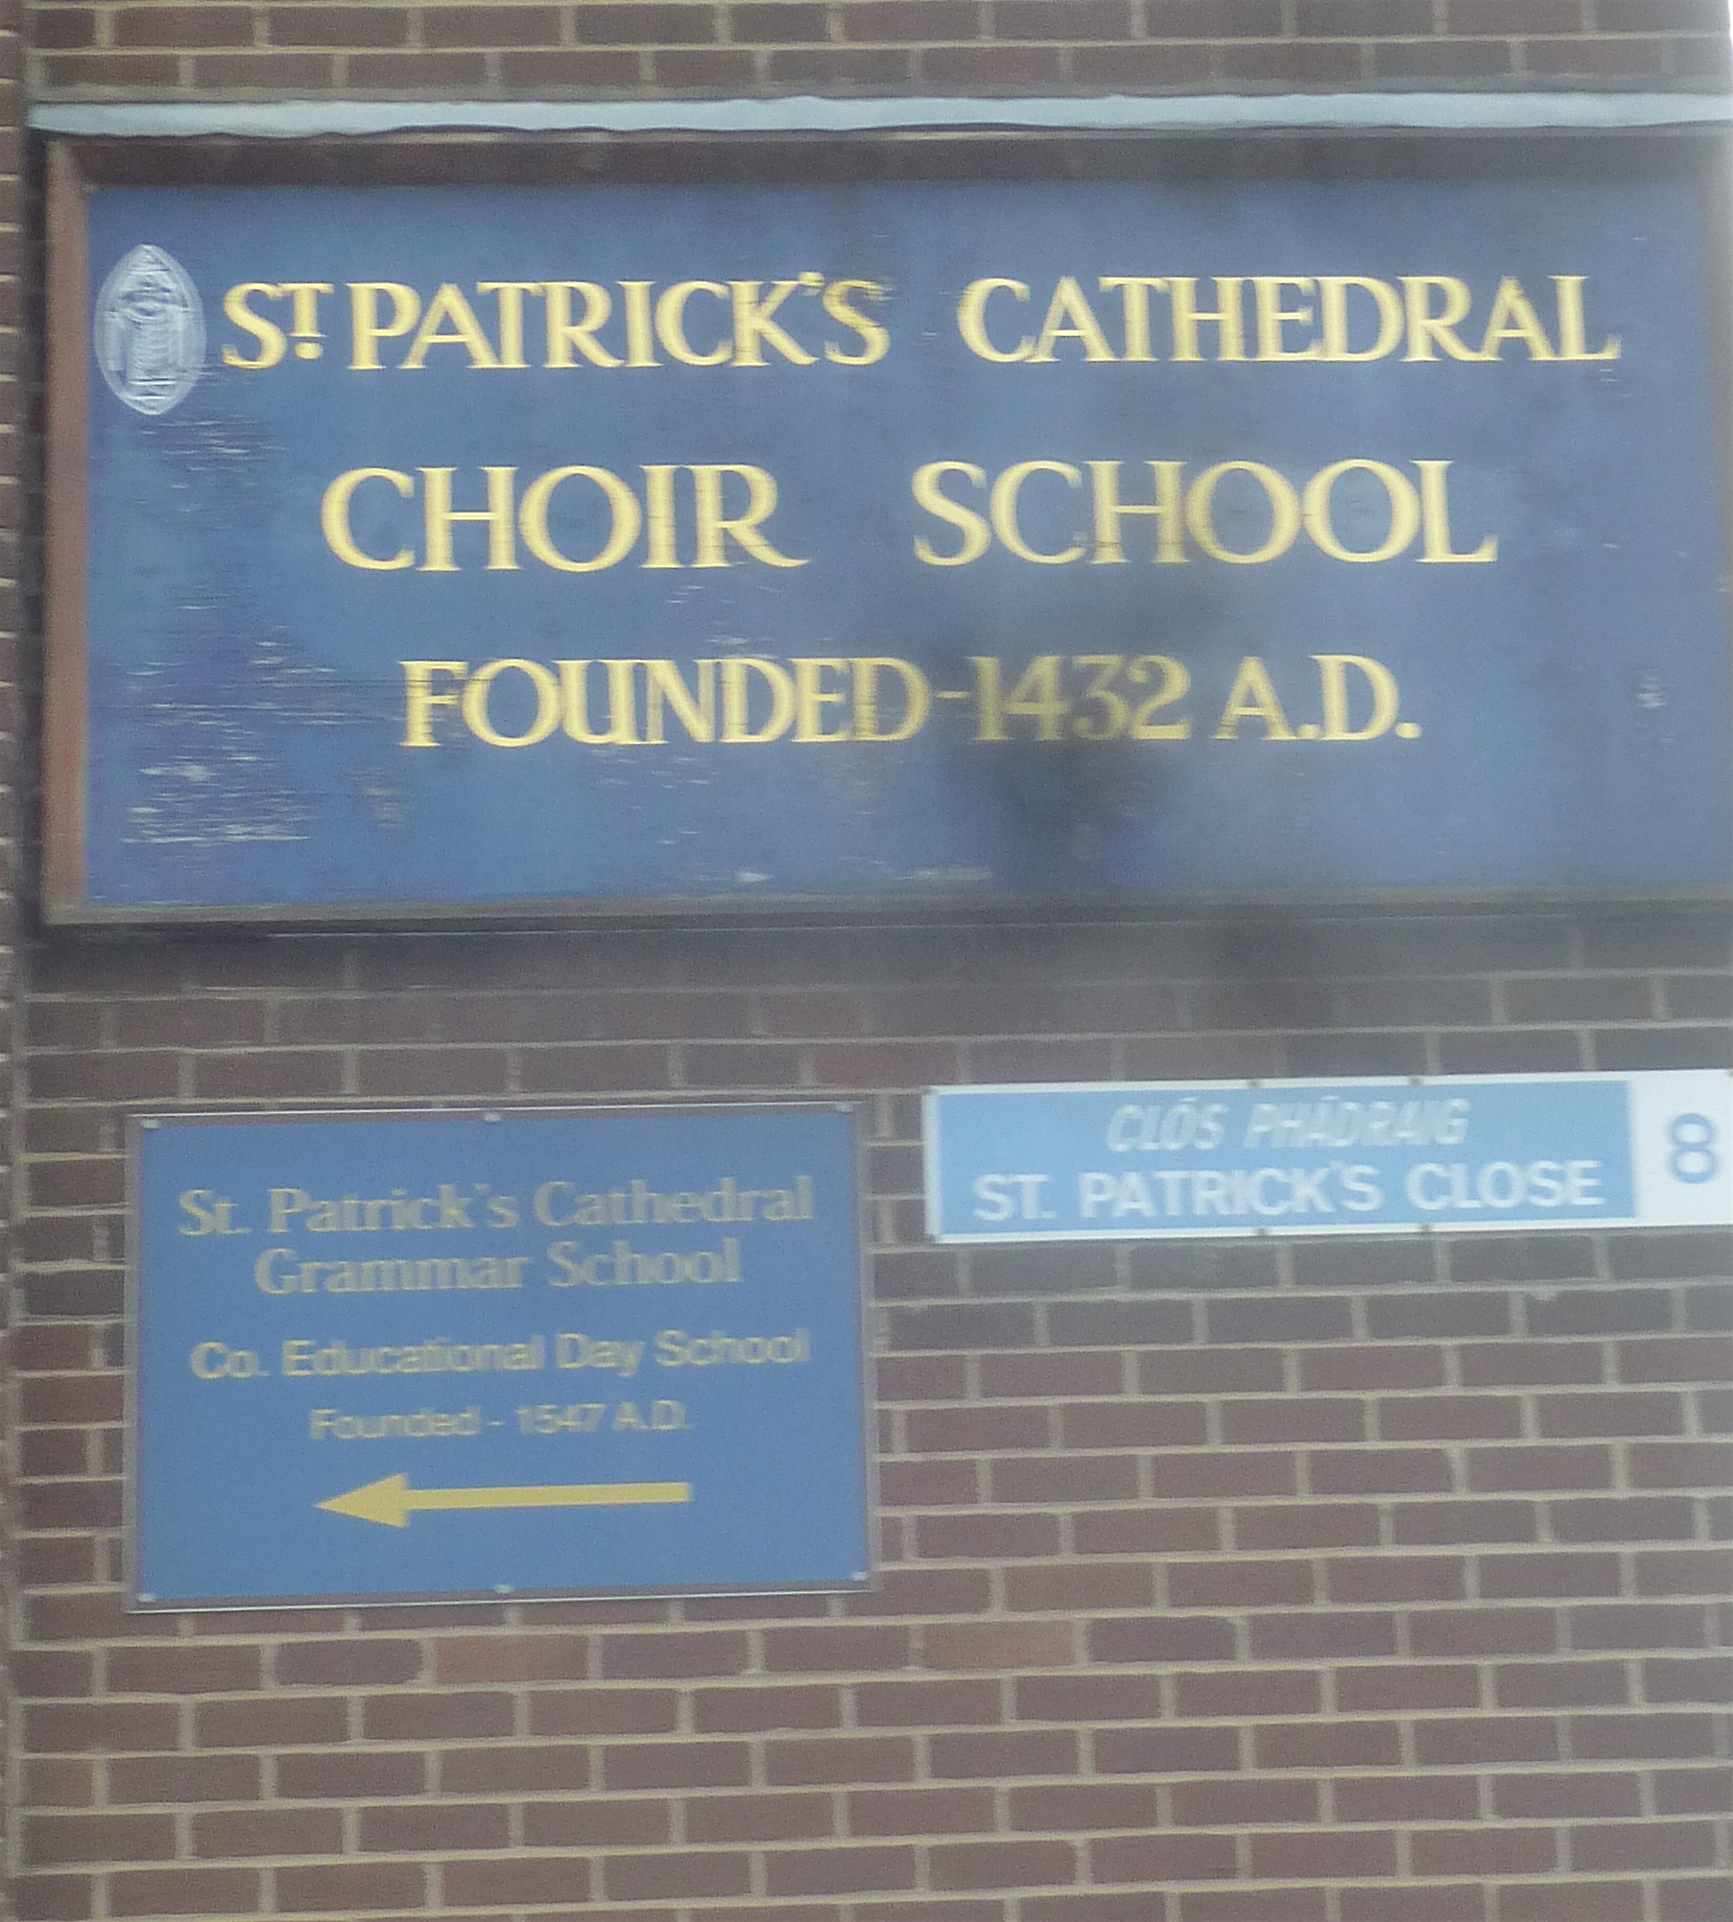 ST. PATRICK'S CATHEDRAL
CHOIR SCHOOL
FOUNDED-1432 A.D.
CLÓS PHÁDRAIG
ST. PATRICK'S CLOSE
8
St. Patrick's Cathedral
Grammar School
Co. Educational Day School
Founded - 1547 A.D.